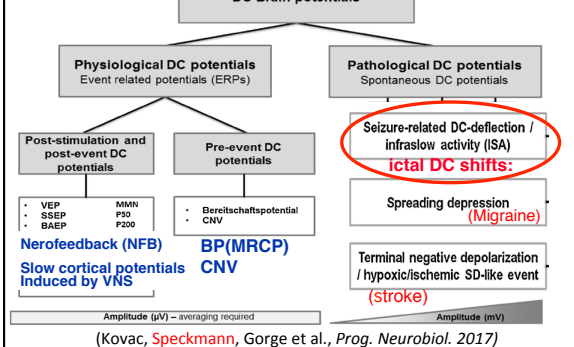 DC Brain potentials
Physiological DC potentials
Event related potentials (ERPs)
Pathological DC potentials
Spontaneous DC potentials
Post-stimulation and
post-event DC
potentials
Pre-event DC
potentials
Seizure-related DC-deflection /
infraslow activity (ISA)
ictal DC shifts:
• VEP MMN
• SSEP P50
• BAEP P200
• Bereitschaftspotential
• CNV
Spreading depression
(Migraine)
Nerofeedback (NFB)
BP(MRCP)
CNV
Slow cortical potentials
Induced by VNS
Terminal negative depolarization
/ hypoxic/ischemic SD-like event
(stroke)
Amplitude (µV) – averaging required
Amplitude (mV)
(Kovac, Speckmann, Gorge et al., Prog. Neurobiol. 2017)